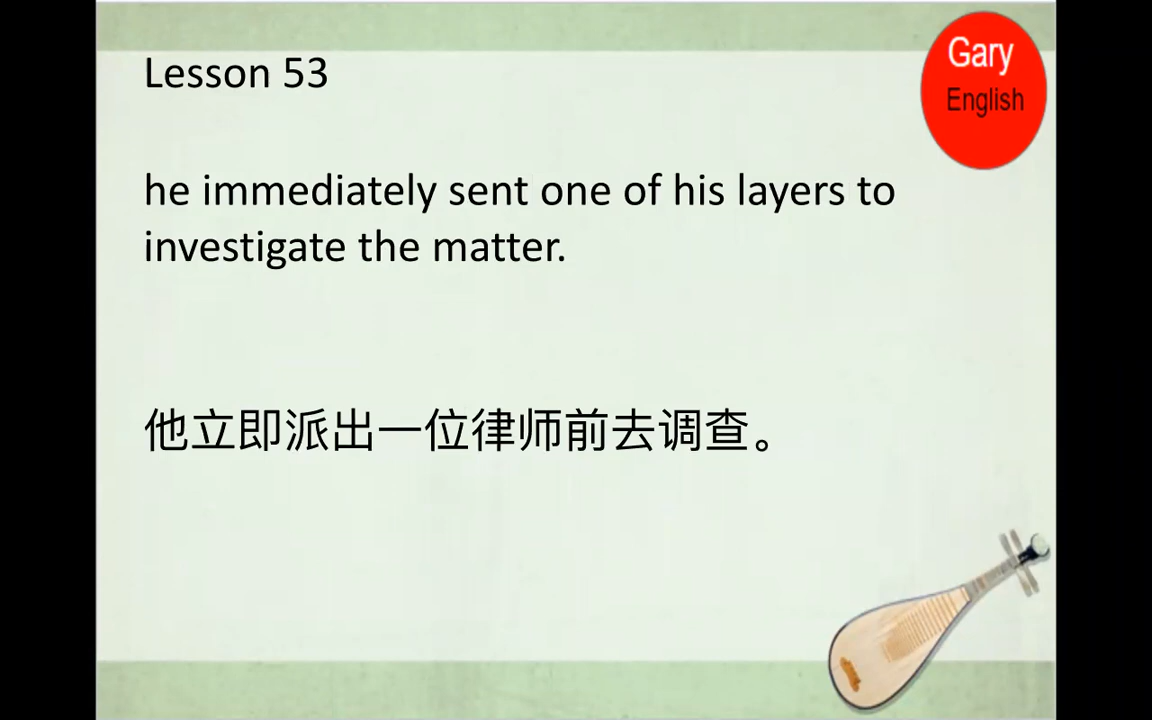 Lesson 53
Gary
English
he immediately sent one of his layers to
investigate the matter.
他立即派出一位律师前去调查。